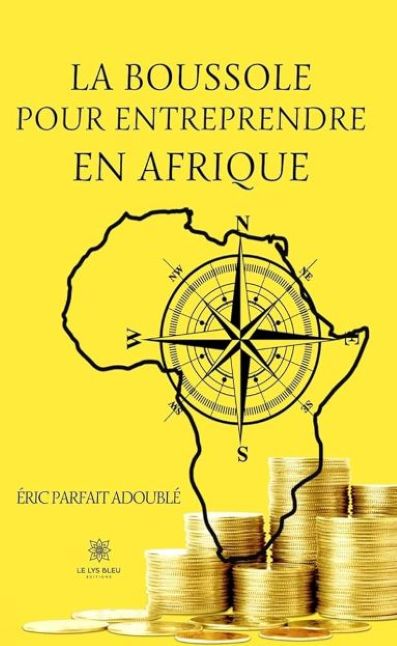 LA BOUSSOLE
POUR ENTREPRENDRE
EN AFRIQUE
N
NW
NE
W
E
SW
SE
S
ÉRIC PARFAIT ADOUBLÉ
LE LYS BLEU
ÉDITIONS